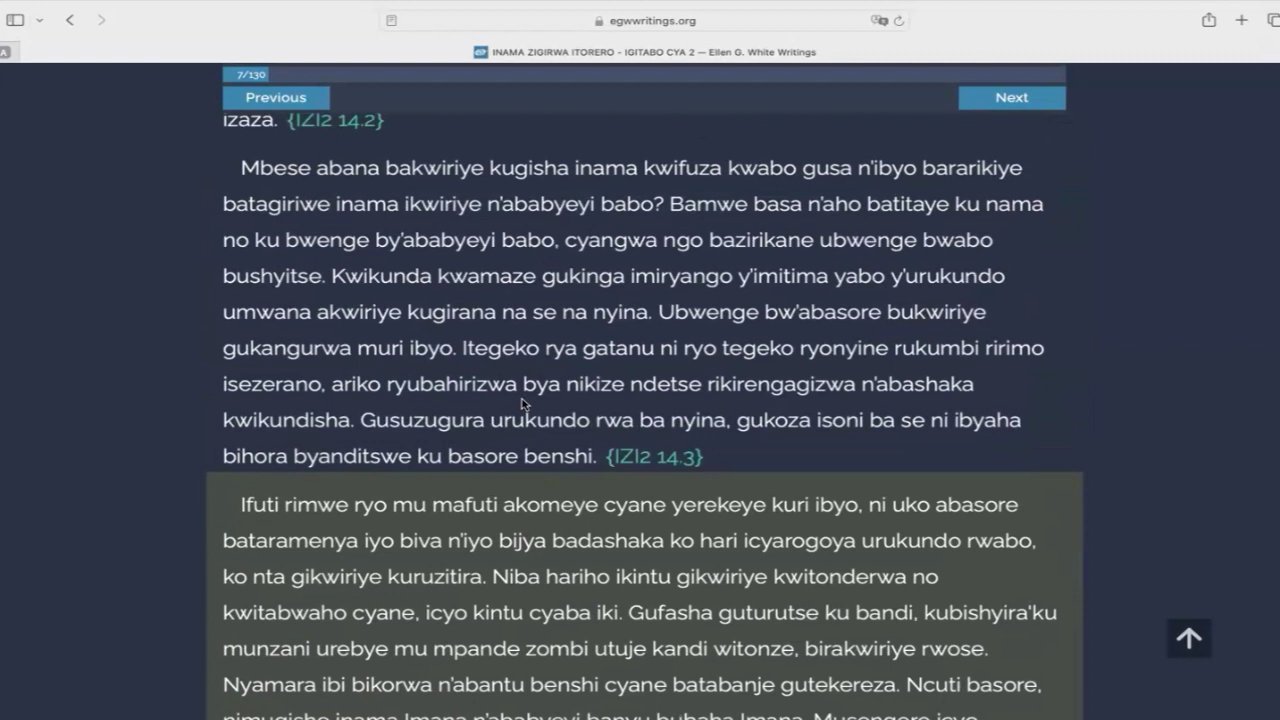 egwwritings.org
A
INAMA ZIGIRWA ITORERO - IGITABO CYA 2 — Ellen G. White Writings
7/130
Previous
Next
izaza. {IZI2 14.2}
Mbese abana bakwiriye kugisha inama kwifuza kwabo gusa n'ibyo bararikiye
batagiriwe inama ikwiriye n'ababyeyi babo? Bamwe basa n'aho batitaye ku nama
no ku bwenge by'ababyeyi babo, cyangwa ngo bazirikane ubwenge bwabo
bushyitse. Kwikunda kwamaze gukinga imiryango y'imitima yabo y'urukundo
umwana akwiriye kugirana na se na nyina. Ubwenge bw'abasore bukwiriye
gukangurwa muri ibyo. Itegeko rya gatanu ni ryo tegeko ryonyine rukumbi ririmo
isezerano, ariko ryubahirizwa bya nikize ndetse rikirengagizwa n'abashaka
kwikundisha. Gusuzugura urukundo rwa ba nyina, gukoza isoni ba se ni ibyaha
bihora byanditswe ku basore benshi. {IZI2 14.3}
Ifuti rimwe ryo mu mafuti akomeye cyane yerekeye kuri ibyo, ni uko abasore
bataramenya iyo biva n'iyo bijya badashaka ko hari icyarogoya urukundo rwabo,
ko nta gikwiriye kuruzitira. Niba hariho ikintu gikwiriye kwitonderwa no
kwitabwaho cyane, icyo kintu cyaba iki. Gufasha guturutse ku bandi, kubishyira'ku
munzani urebye mu mpande zombi utuje kandi witonze, birakwiriye rwose.
Nyamara ibi bikorwa n'abantu benshi cyane batabanje gutekereza. Ncuti basore,
nimugishe inama Imana n'ababyeyi banyu bubaha Imana. Musengere icyo